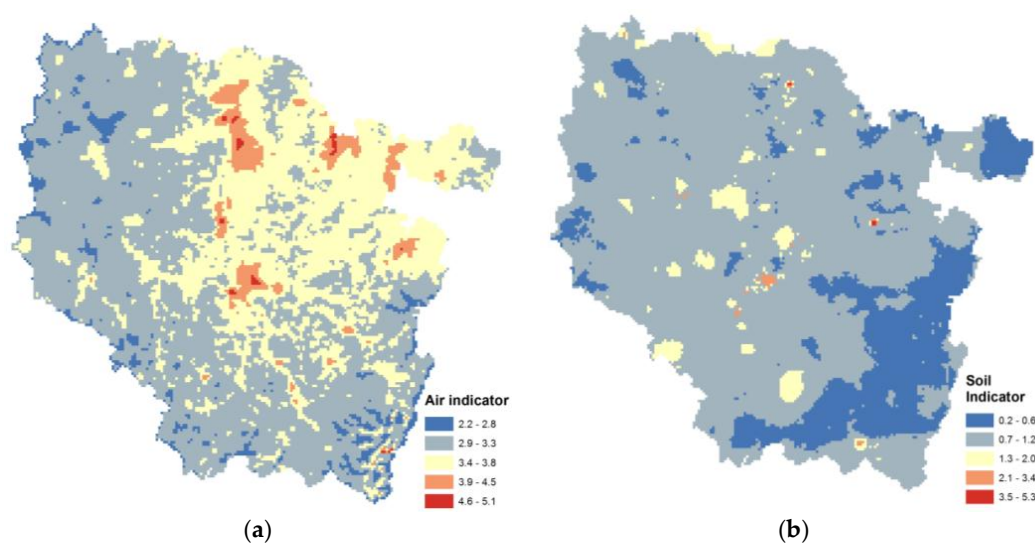 Air indicator
2.2 - 2.8
2.9 - 3.3
3.4 - 3.8
3.9 - 4.5
4.6 - 5.1
(a)
Soil
Indicator
0.2 - 0.6
0.7 - 1.2
1.3 - 2.0
2.1 - 3.4
3.5 - 5.3
(b)